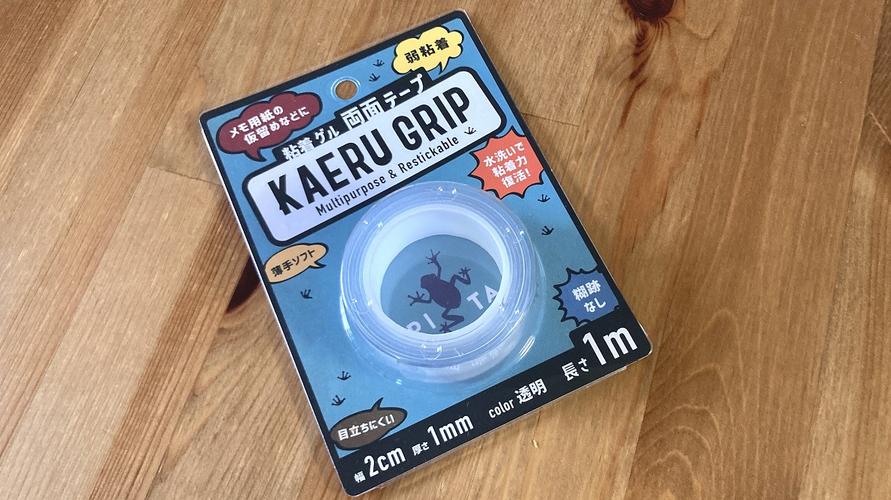 弱粘着
メモ用紙の
仮留めなどに
粘着ゲル 両面テープ
KAERU GRIP
Multipurpose & Restickable
水洗いで
粘着力
復活!
薄手ソフト
糊跡
なし
目立ちにくい
幅 2cm 厚さ 1mm color 透明 長さ 1m